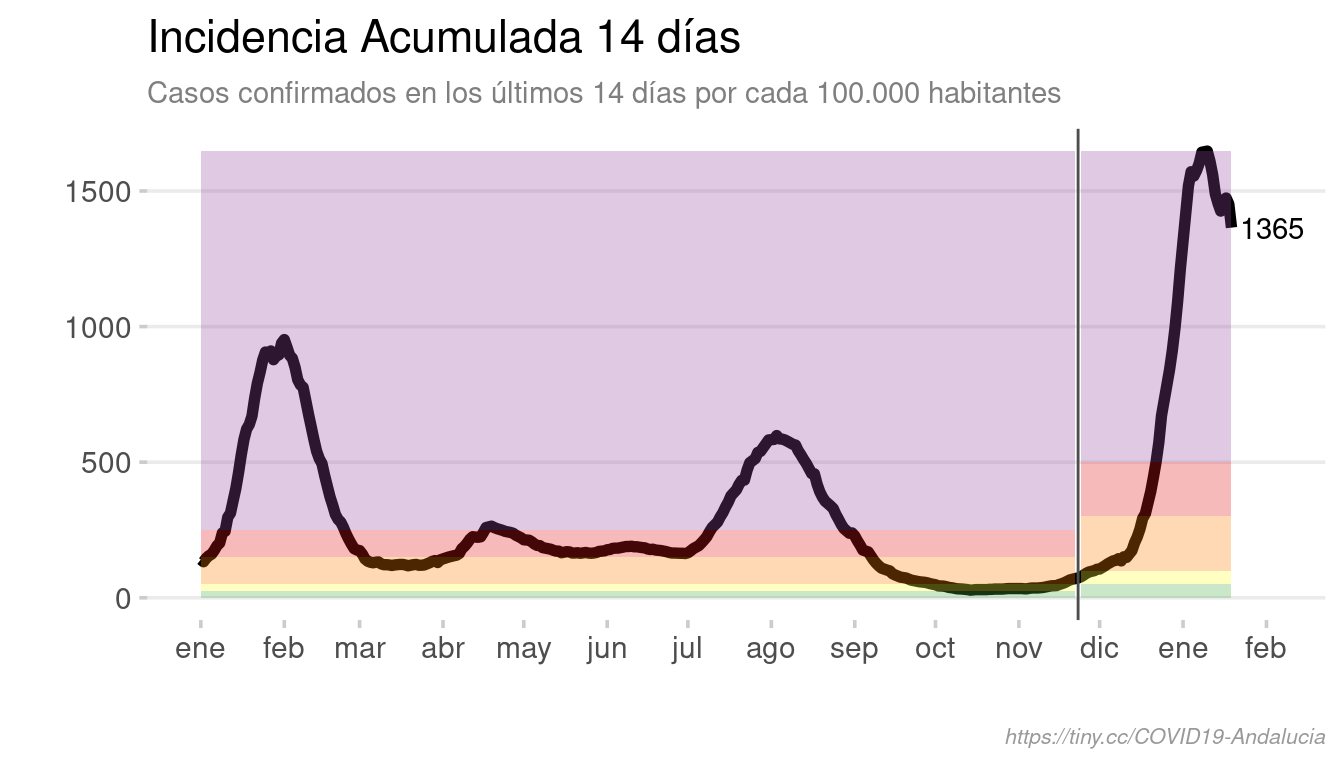 Incidencia Acumulada 14 días
Casos confirmados en los últimos 14 días por cada 100.000 habitantes
1500
1000
500
0
1365
ene feb mar abr may jun jul ago sep oct nov dic ene feb
https://tiny.cc/COVID19-Andalucia